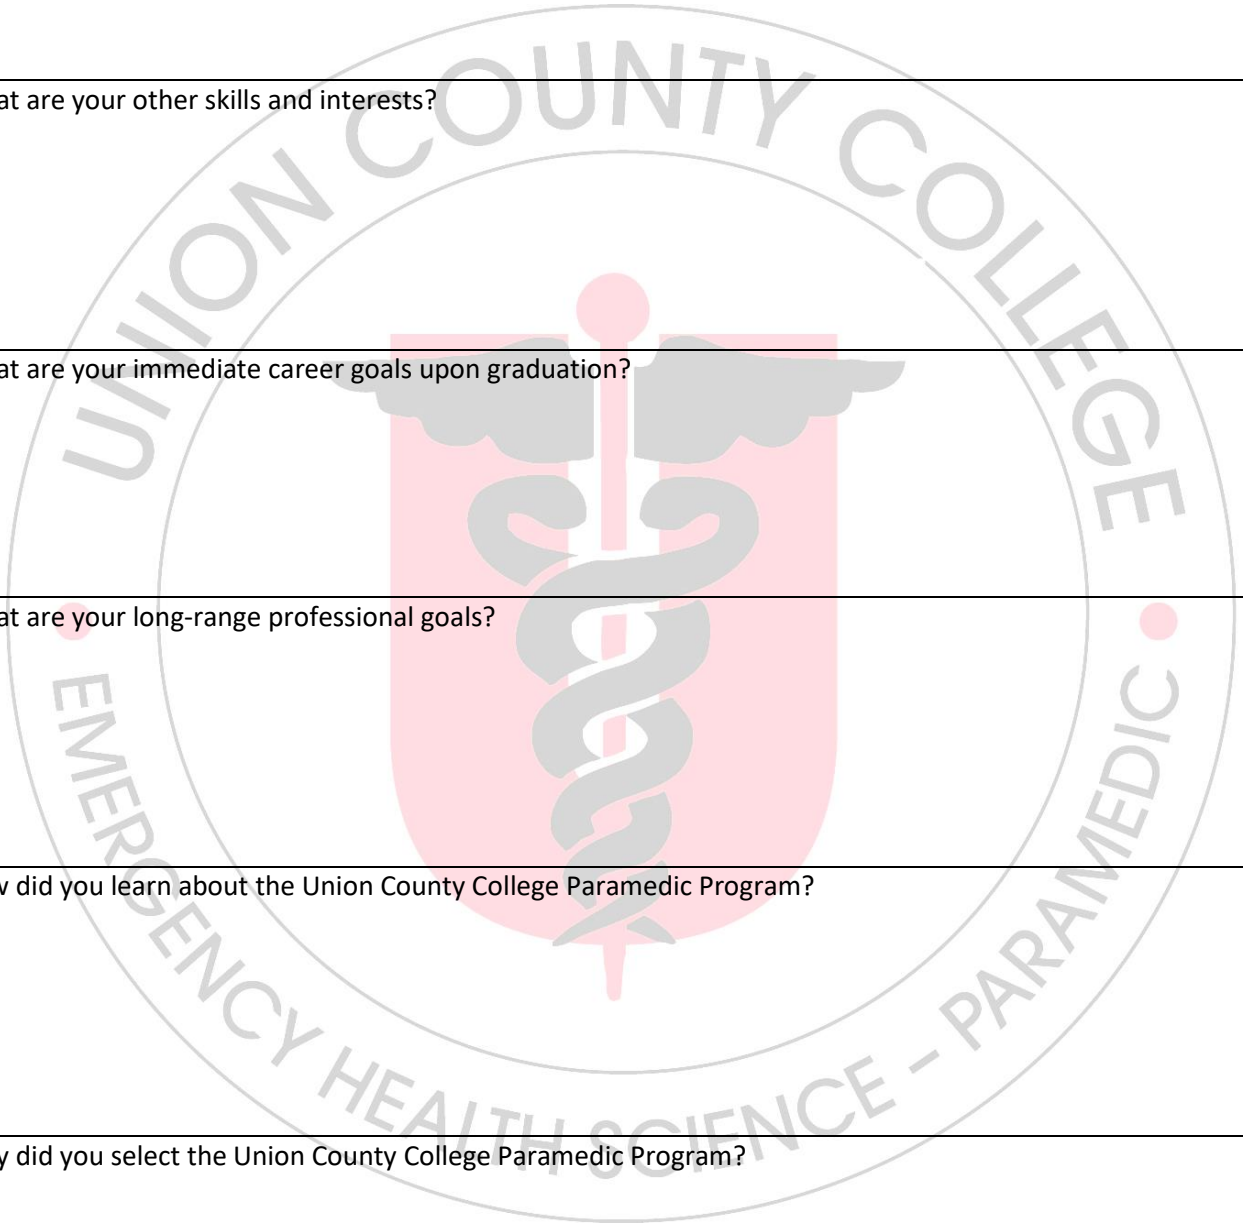 UNION COUNTY COLLEGE
at are your other skills and interests?
at are your immediate career goals upon graduation?
at are your long-range professional goals?
w did you learn about the Union County College Paramedic Program?
y did you select the Union County College Paramedic Program?
EMERGENCY HEALTH SCIENCE – PARAMEDIC